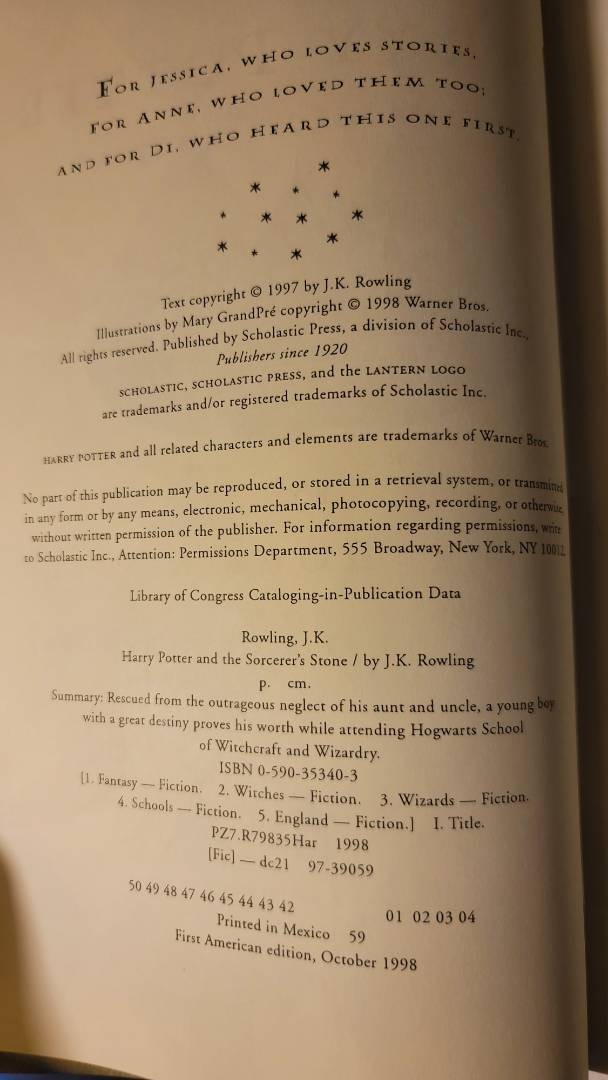 FOR JESSICA, WHO LOVES STORIES,
FOR ANNE, WHO LOVED THEM TOO;
AND FOR DI, WHO HEARD THIS ONE FIRST.
Text copyright © 1997 by J.K. Rowling
Illustrations by Mary GrandPré copyright © 1998 Warner Bros.
All rights reserved. Published by Scholastic Press, a division of Scholastic Inc.,
Publishers since 1920
SCHOLASTIC, SCHOLASTIC PRESS, and the LANTERN LOGO
are trademarks and/or registered trademarks of Scholastic Inc.
HARRY POTTER and all related characters and elements are trademarks of Warner Bros.
No part of this publication may be reproduced, or stored in a retrieval system, or transmitted
in any form or by any means, electronic, mechanical, photocopying, recording, or otherwise,
without written permission of the publisher. For information regarding permissions, write
to Scholastic Inc., Attention: Permissions Department, 555 Broadway, New York, NY 10012.
Library of Congress Cataloging-in-Publication Data
Rowling, J.K.
Harry Potter and the Sorcerer's Stone / by J.K. Rowling
p. cm.
Summary: Rescued from the outrageous neglect of his aunt and uncle, a young boy
with a great destiny proves his worth while attending Hogwarts School
of Witchcraft and Wizardry.
ISBN 0-590-35340-3
[1. Fantasy — Fiction. 2. Witches — Fiction. 3. Wizards — Fiction.
4. Schools — Fiction. 5. England — Fiction.] I. Title.
PZ7.R79835Har 1998
[Fic] — dc21 97-39059
50 49 48 47 46 45 44 43 42 01 02 03 04
Printed in Mexico 59
First American edition, October 1998